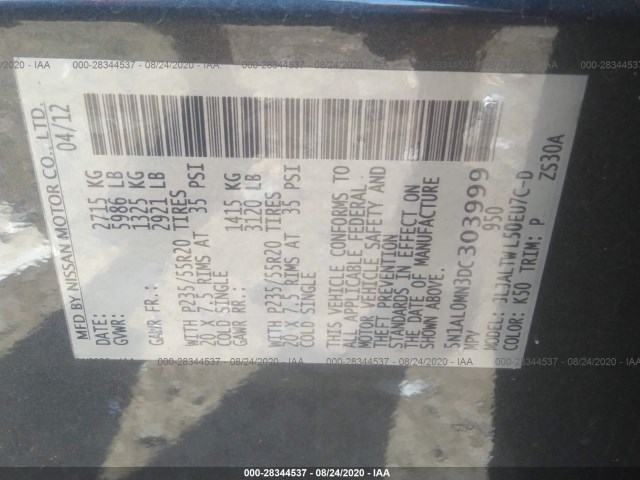 MFD BY NISSAN MOTOR CO., LTD.
DATE: 04/12
GVWR: 2715 KG
5986 LB
GAWR FR.: 1325 KG
2921 LB
WITH P235/55R20 TIRES
20 X 7.5 RIMS AT 35 PSI
COLD SINGLE
GAWR RR.: 1415 KG
3120 LB
WITH P235/55R20 TIRES
20 X 7.5 RIMS AT 35 PSI
COLD SINGLE
THIS VEHICLE CONFORMS TO
ALL APPLICABLE FEDERAL
MOTOR VEHICLE SAFETY AND
THEFT PREVENTION
STANDARDS IN EFFECT ON
THE DATE OF MANUFACTURE
SHOWN ABOVE.
5N1AL0MN3DC303999
MPV 950
MODEL: JLJALTWL50EU7C-D
COLOR: K50 TRIM: P ZS30A
000-28344537 - 08/24/2020 - IAA
000-28344537 - 08/24/2020 - IAA
08/24/2020 - IAA
000-28344537 - 08/24/2020 - IAA
000-28344537 - 08/24/2020 - IAA
000-28344537 - 08/24/2020 - IAA